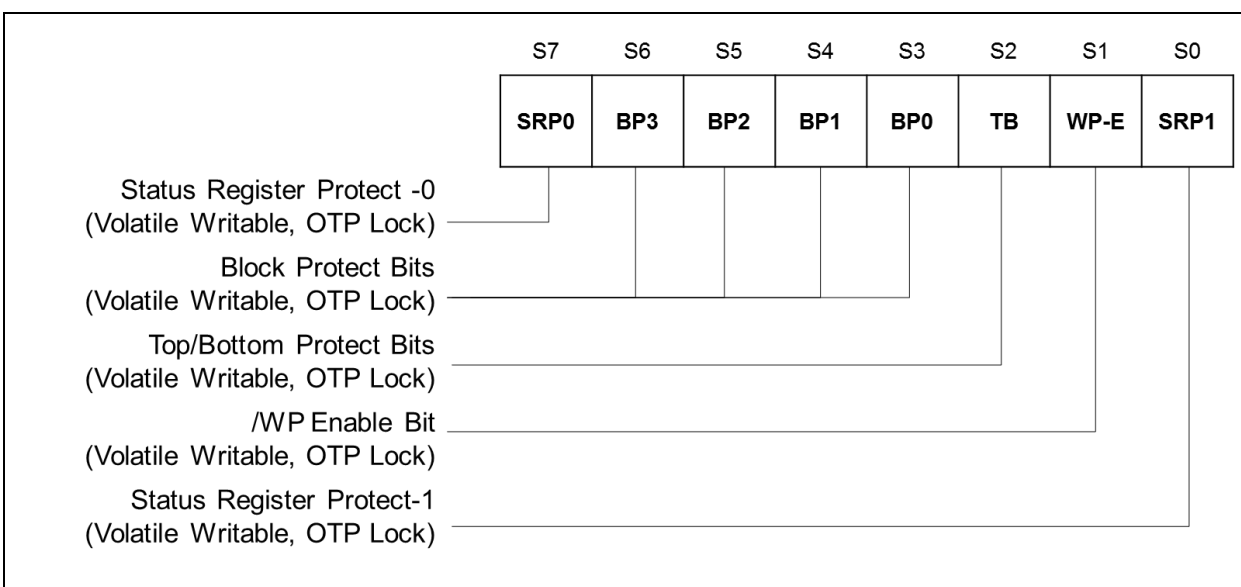 S7 S6 S5 S4 S3 S2 S1 S0
SRP0 BP3 BP2 BP1 BP0 TB WP-E SRP1
Status Register Protect -0
(Volatile Writable, OTP Lock)
Block Protect Bits
(Volatile Writable, OTP Lock)
Top/Bottom Protect Bits
(Volatile Writable, OTP Lock)
/WP Enable Bit
(Volatile Writable, OTP Lock)
Status Register Protect-1
(Volatile Writable, OTP Lock)